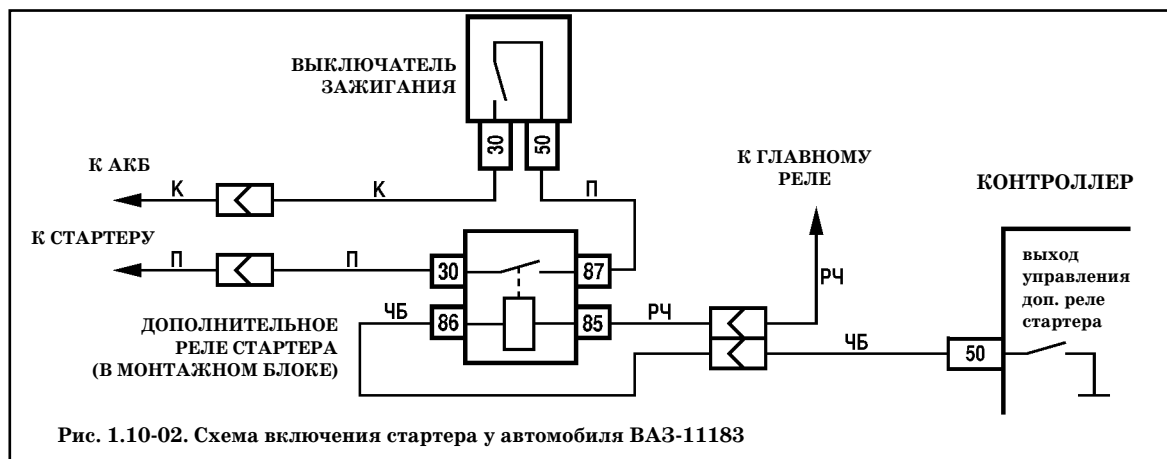 ВЫКЛЮЧАТЕЛЬ
ЗАЖИГАНИЯ
30
50
К АКБ
К
К
П
К СТАРТЕРУ
П
П
30
87
ЧБ
86
85
РЧ
ДОПОЛНИТЕЛЬНОЕ
РЕЛЕ СТАРТЕРА
(В МОНТАЖНОМ БЛОКЕ)
К ГЛАВНОМУ
РЕЛЕ
РЧ
ЧБ
КОНТРОЛЛЕР
выход
управления
доп. реле
стартера
50
Рис. 1.10-02. Схема включения стартера у автомобиля ВАЗ-11183